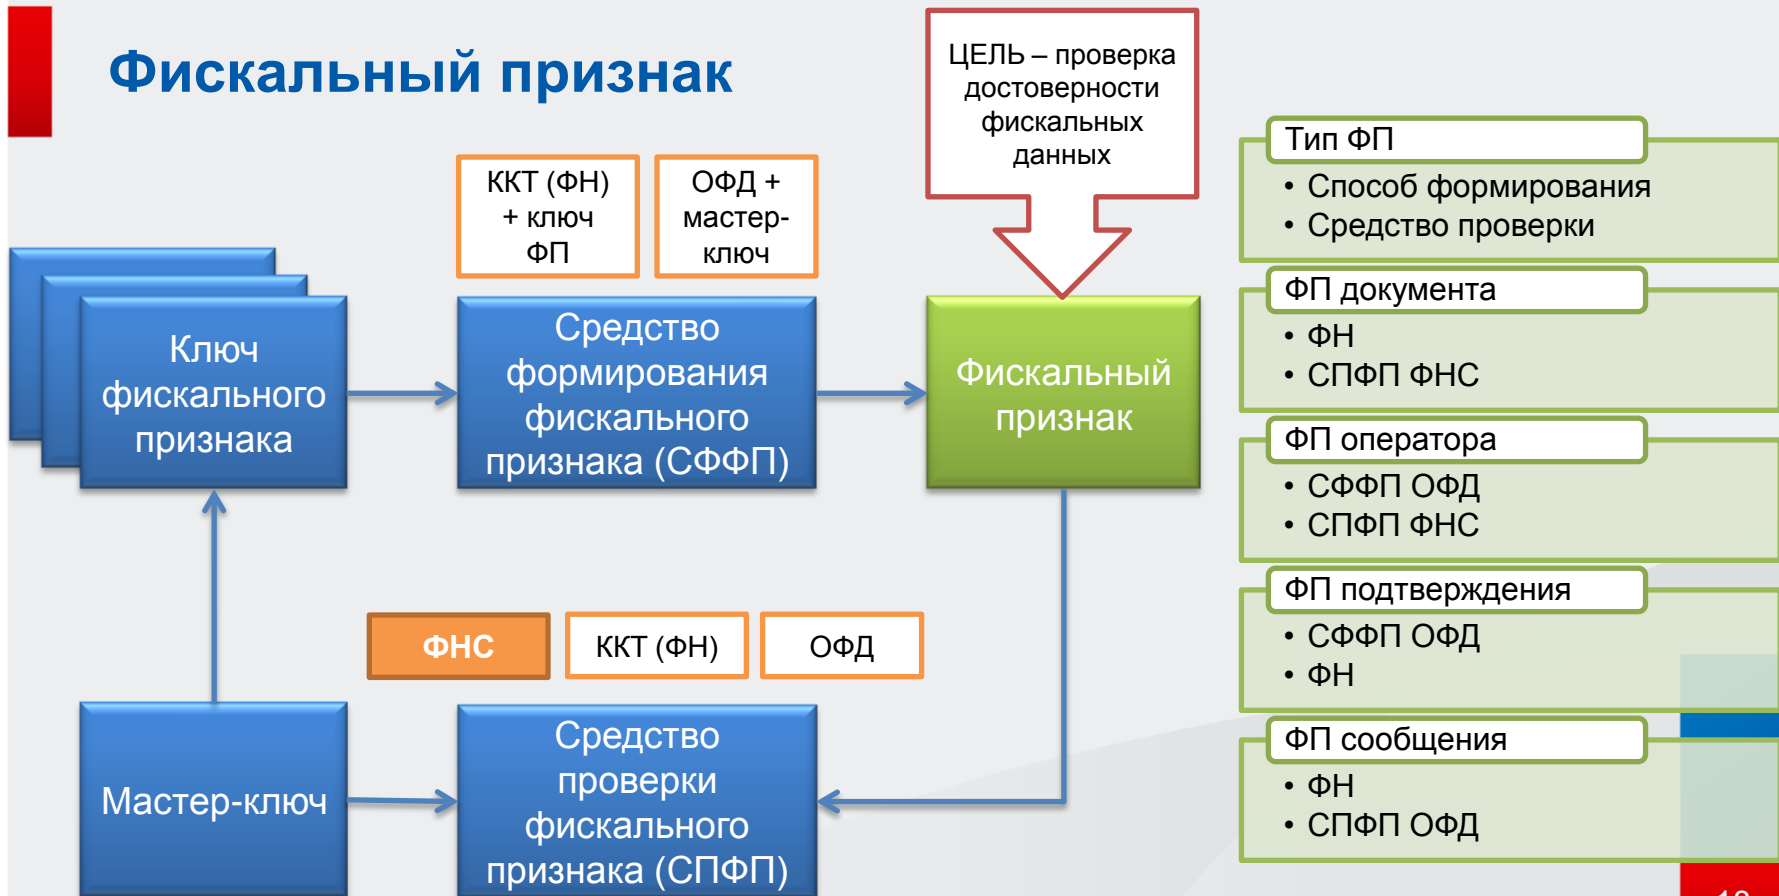 Фискальный признак
ЦЕЛЬ – проверка
достоверности
фискальных
данных
ККТ (ФН)
+ ключ
ФП
ОФД +
мастер-
ключ
Ключ
фискального
признака
Средство
формирования
фискального
признака (СФФП)
Фискальный
признак
ФНС
ККТ (ФН)
ОФД
Мастер-ключ
Средство
проверки
фискального
признака (СПФП)
Тип ФП
• Способ формирования
• Средство проверки
ФП документа
• ФН
• СПФП ФНС
ФП оператора
• СФФП ОФД
• СПФП ФНС
ФП подтверждения
• СФФП ОФД
• ФН
ФП сообщения
• ФН
• СПФП ОФД